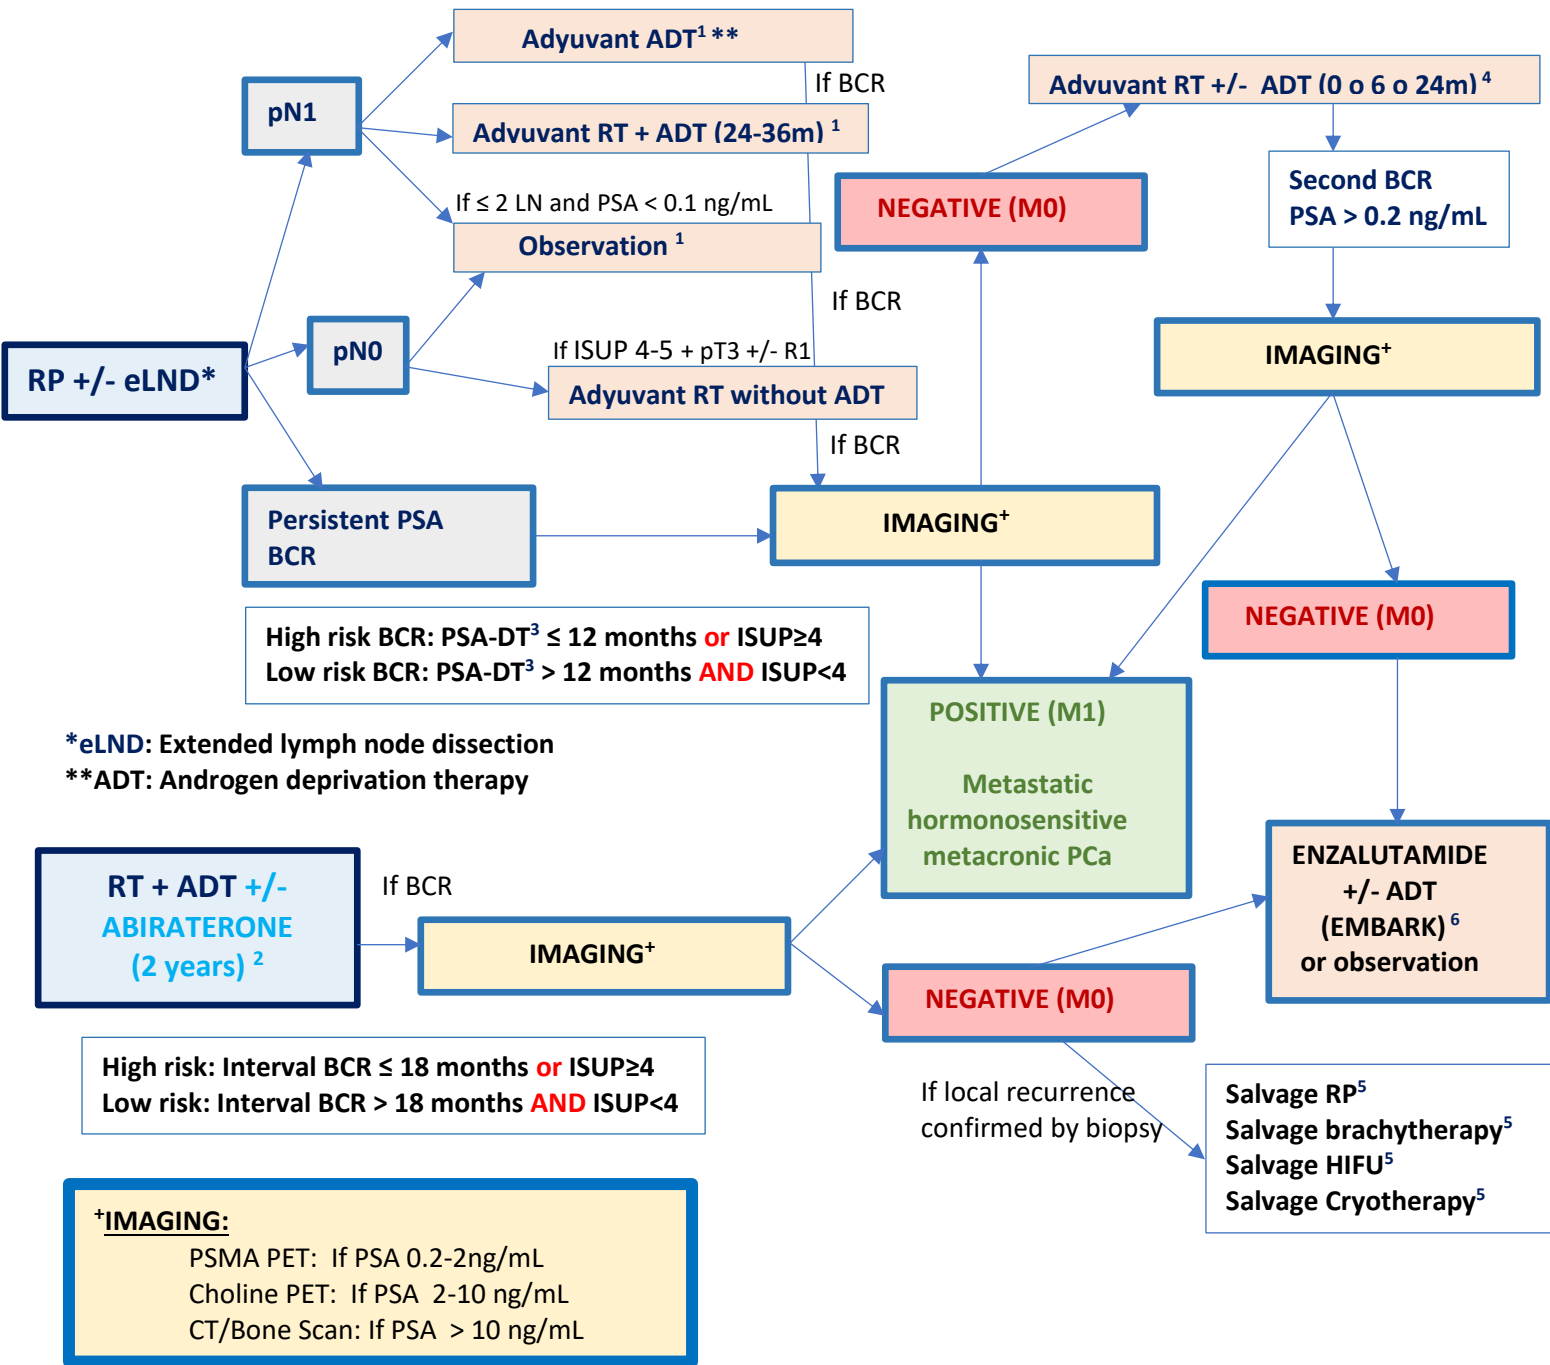 Adyuvant ADT1 **
If BCR
Advuvant RT +/- ADT (0 o 6 o 24m) 4
pN1
Advuvant RT + ADT (24-36m) 1
Second BCR
PSA > 0.2 ng/mL
If ≤ 2 LN and PSA < 0.1 ng/mL
NEGATIVE (M0)
Observation 1
If BCR
pN0
If ISUP 4-5 + pT3 +/- R1
IMAGING+
RP +/- eLND*
Adyuvant RT without ADT
If BCR
Persistent PSA
BCR
IMAGING+
NEGATIVE (M0)
High risk BCR: PSA-DT3 ≤ 12 months or ISUP≥4
Low risk BCR: PSA-DT3 > 12 months AND ISUP<4
POSITIVE (M1)
Metastatic
hormonosensitive
metacronic PCa
*eLND: Extended lymph node dissection
**ADT: Androgen deprivation therapy
RT + ADT +/-
ABIRATERONE
(2 years) 2
If BCR
IMAGING+
ENZALUTAMIDE
+/- ADT
(EMBARK) 6
or observation
NEGATIVE (M0)
High risk: Interval BCR ≤ 18 months or ISUP≥4
Low risk: Interval BCR > 18 months AND ISUP<4
If local recurrence
confirmed by biopsy
Salvage RP5
Salvage brachytherapy5
Salvage HIFU5
Salvage Cryotherapy5
+IMAGING:
PSMA PET: If PSA 0.2-2ng/mL
Choline PET: If PSA 2-10 ng/mL
CT/Bone Scan: If PSA > 10 ng/mL